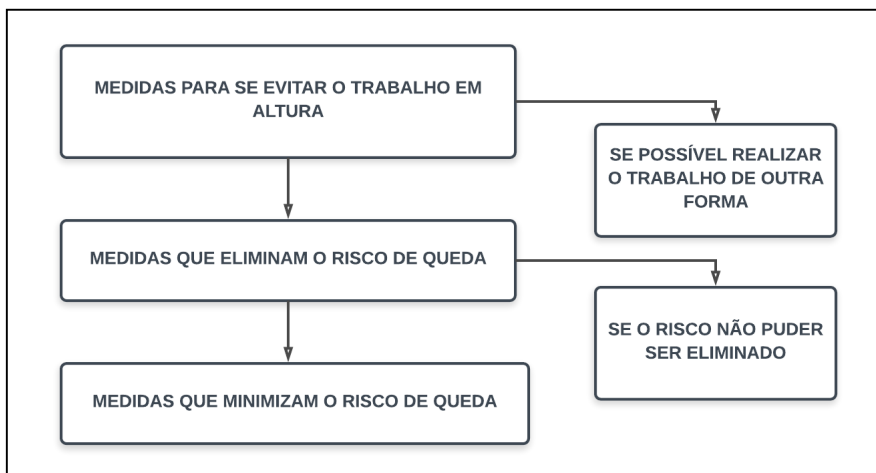 MEDIDAS PARA SE EVITAR O TRABALHO EM
ALTURA
SE POSSÍVEL REALIZAR
O TRABALHO DE OUTRA
FORMA
MEDIDAS QUE ELIMINAM O RISCO DE QUEDA
SE O RISCO NÃO PUDER
SER ELIMINADO
MEDIDAS QUE MINIMIZAM O RISCO DE QUEDA